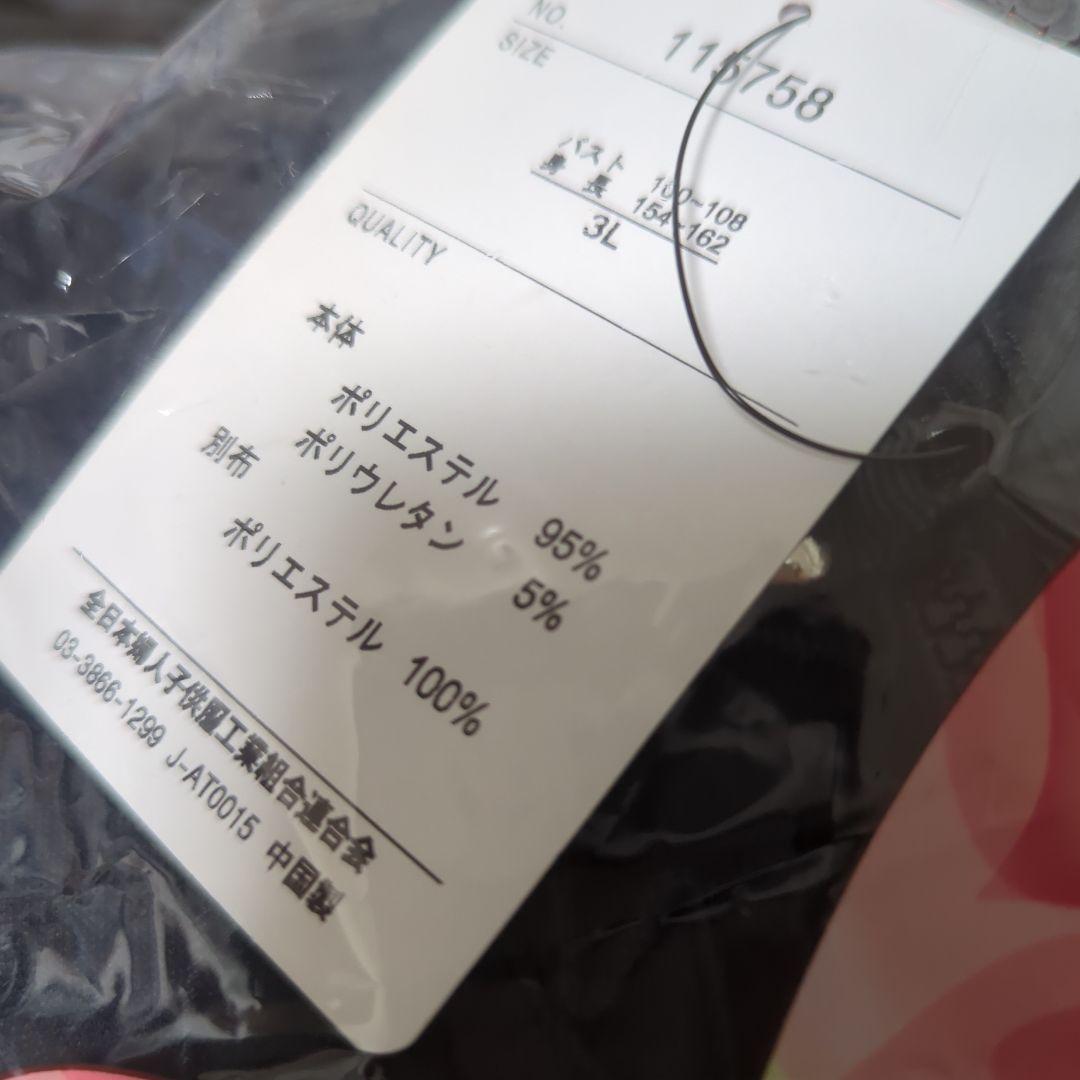 NO. 115758
SIZE
バスト 100~108
身長 154~162
3L
QUALITY
本体
ポリエステル 95%
ポリウレタン 5%
別布
ポリエステル 100%
全日本婦人子供服工業組合連合会
03-3866-1299 J-AT0015 中国製